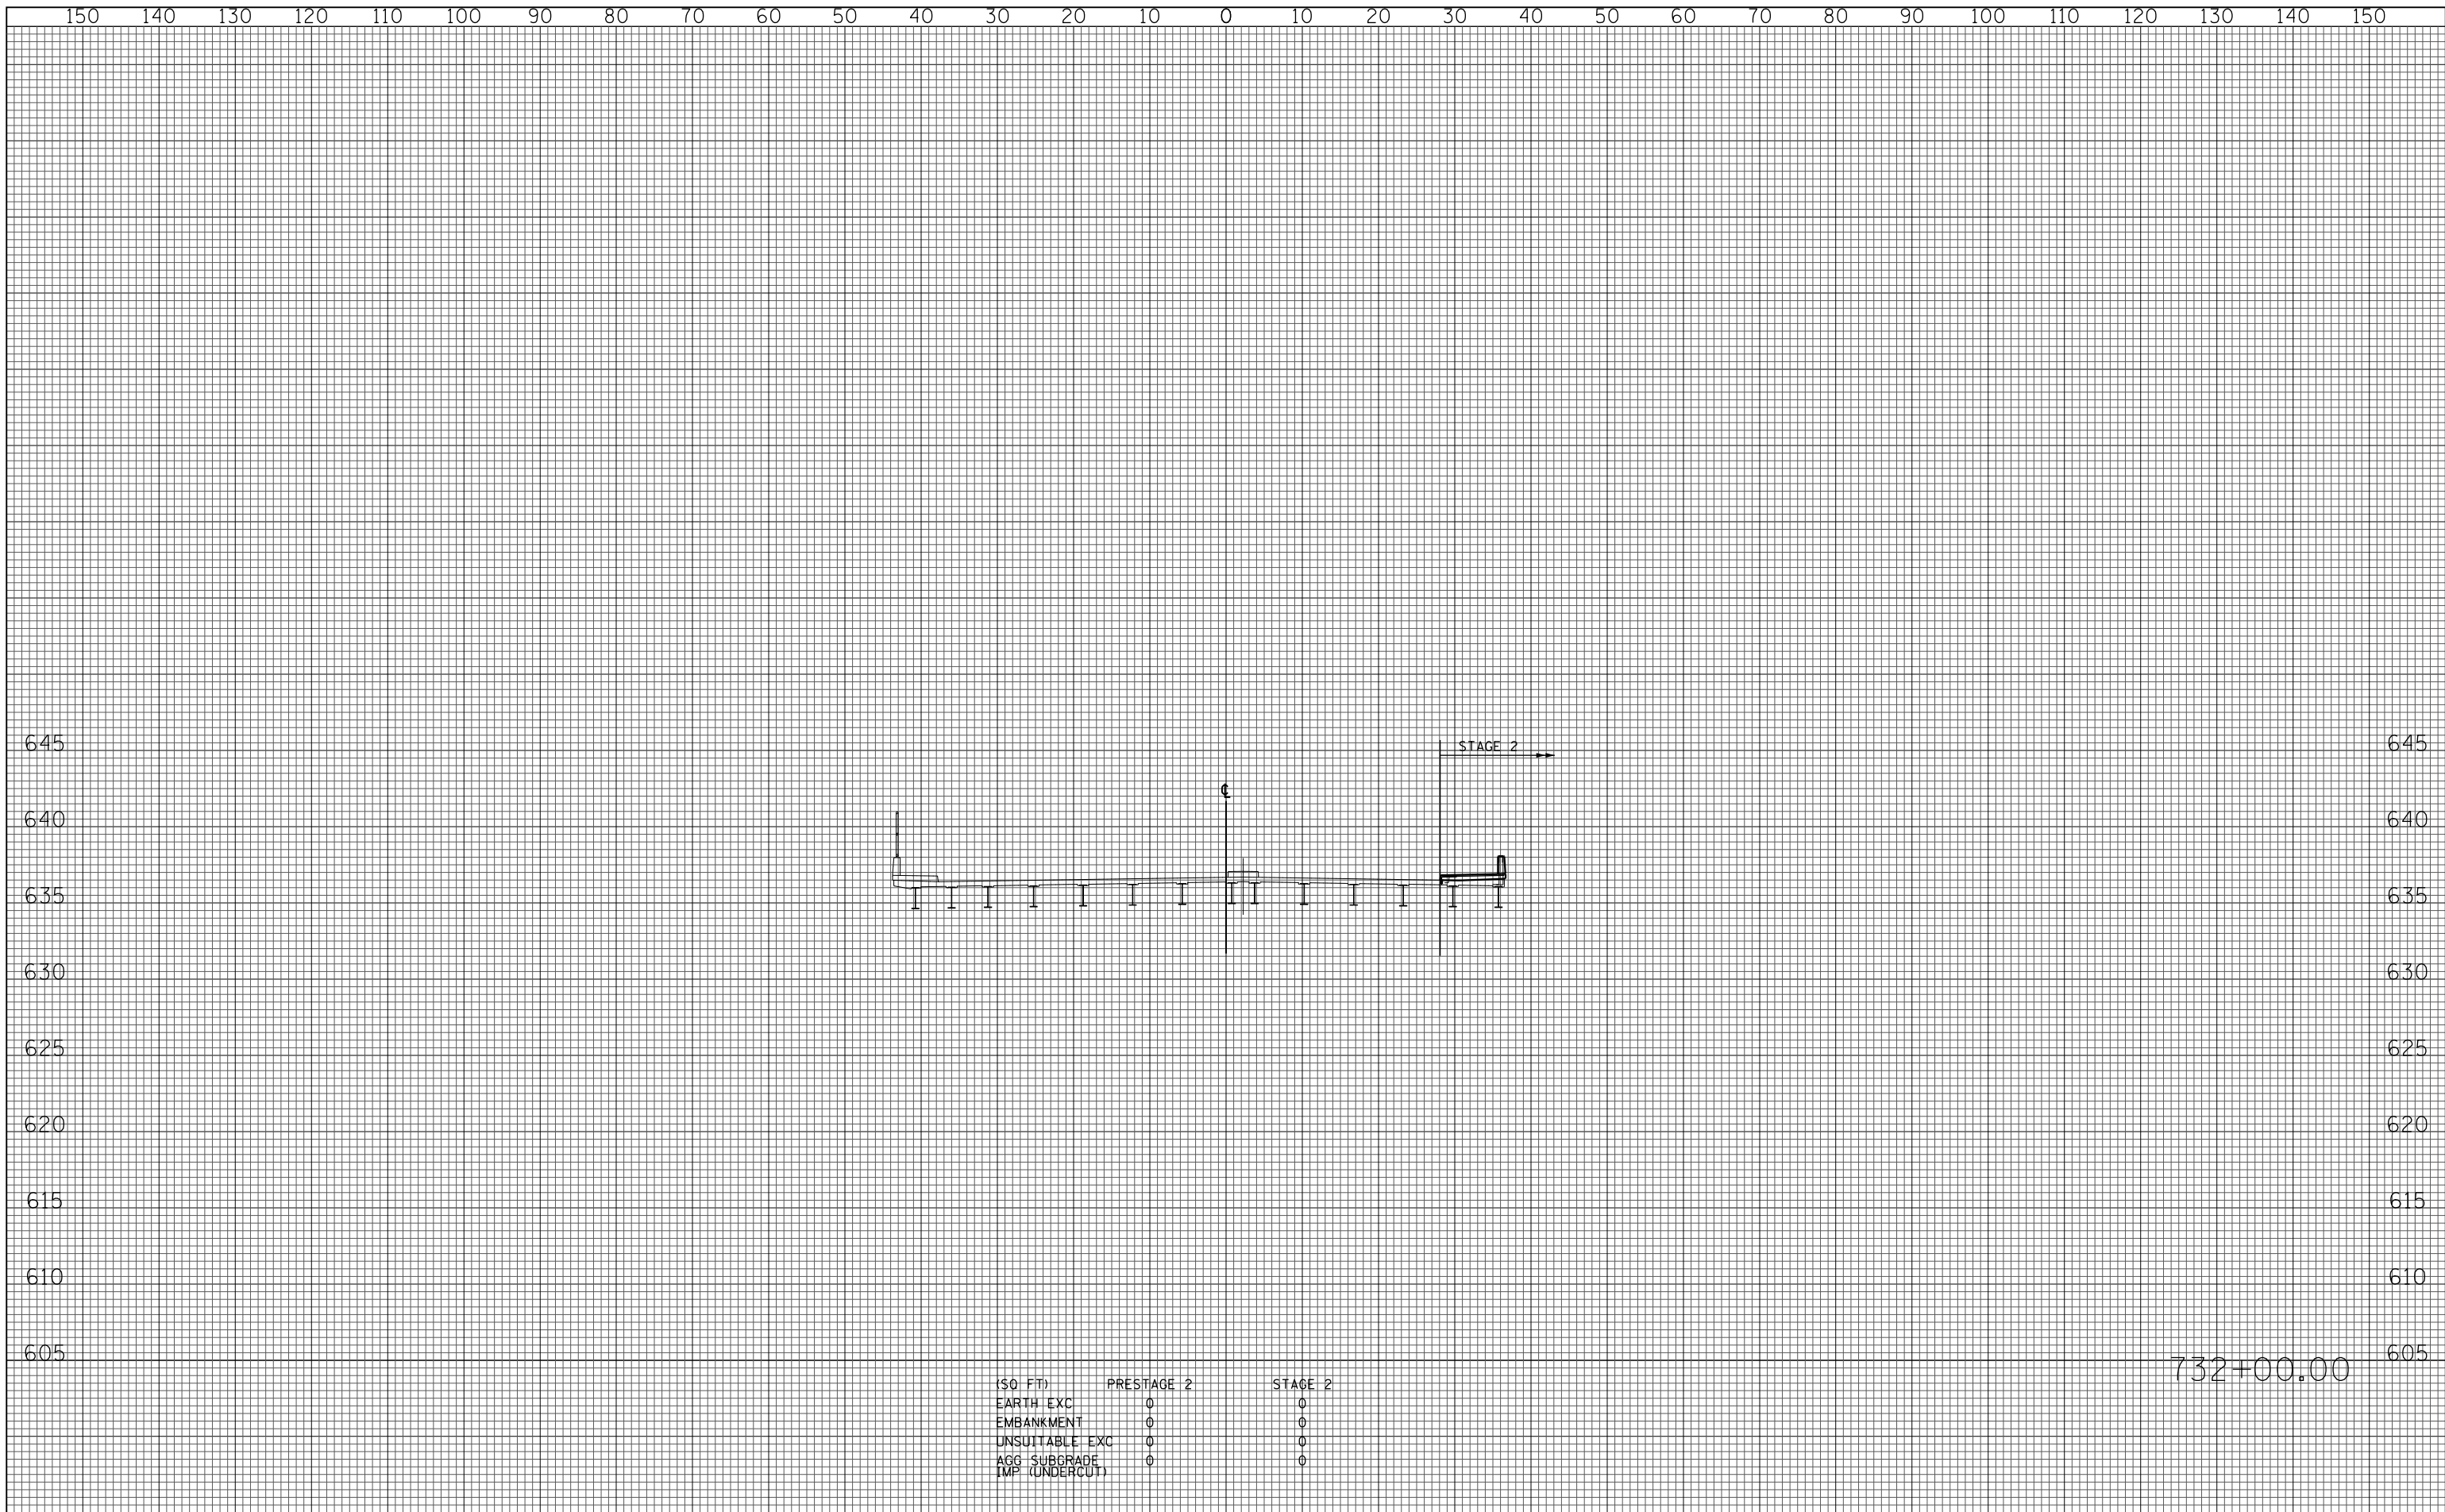 150 140 130 120 110 100 90 80 70 60 50 40 30 20 10 0 10 20 30 40 50 60 70 80 90 100 110 120 130 140 150
645 STAGE 2 645
℄
640 640
635 635
630 630
625 625
620 620
615 615
610 610
605 605
732+00.00
(SQ FT) PRESTAGE 2 STAGE 2
EARTH EXC 0 0
EMBANKMENT 0 0
UNSUITABLE EXC 0 0
AGG SUBGRADE 0 0
IMP (UNDERCUT)